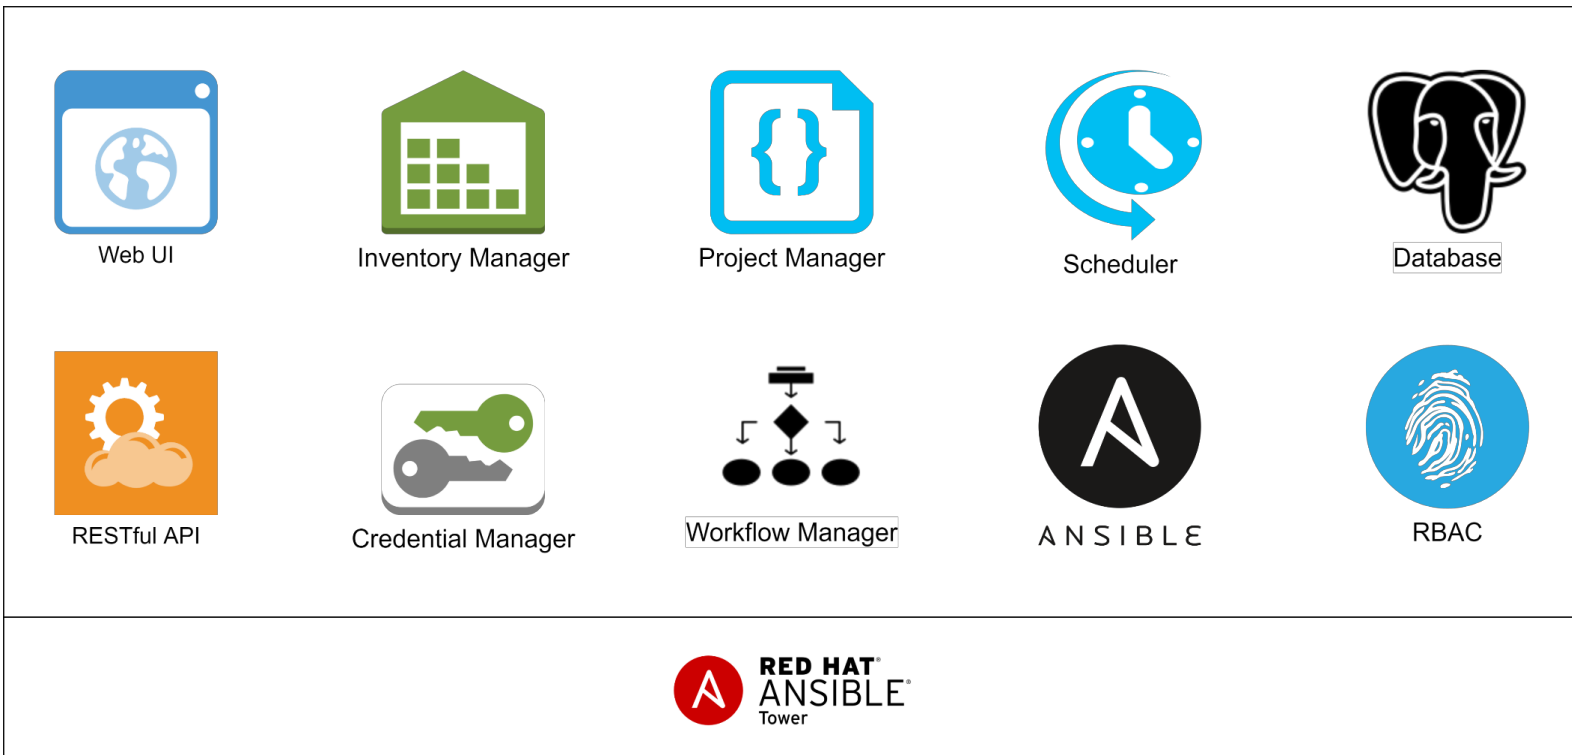 Web UI
Inventory Manager
Project Manager
Scheduler
Database
RESTful API
Credential Manager
Workflow Manager
ANSIBLE
RBAC
RED HAT®
ANSIBLE®
Tower